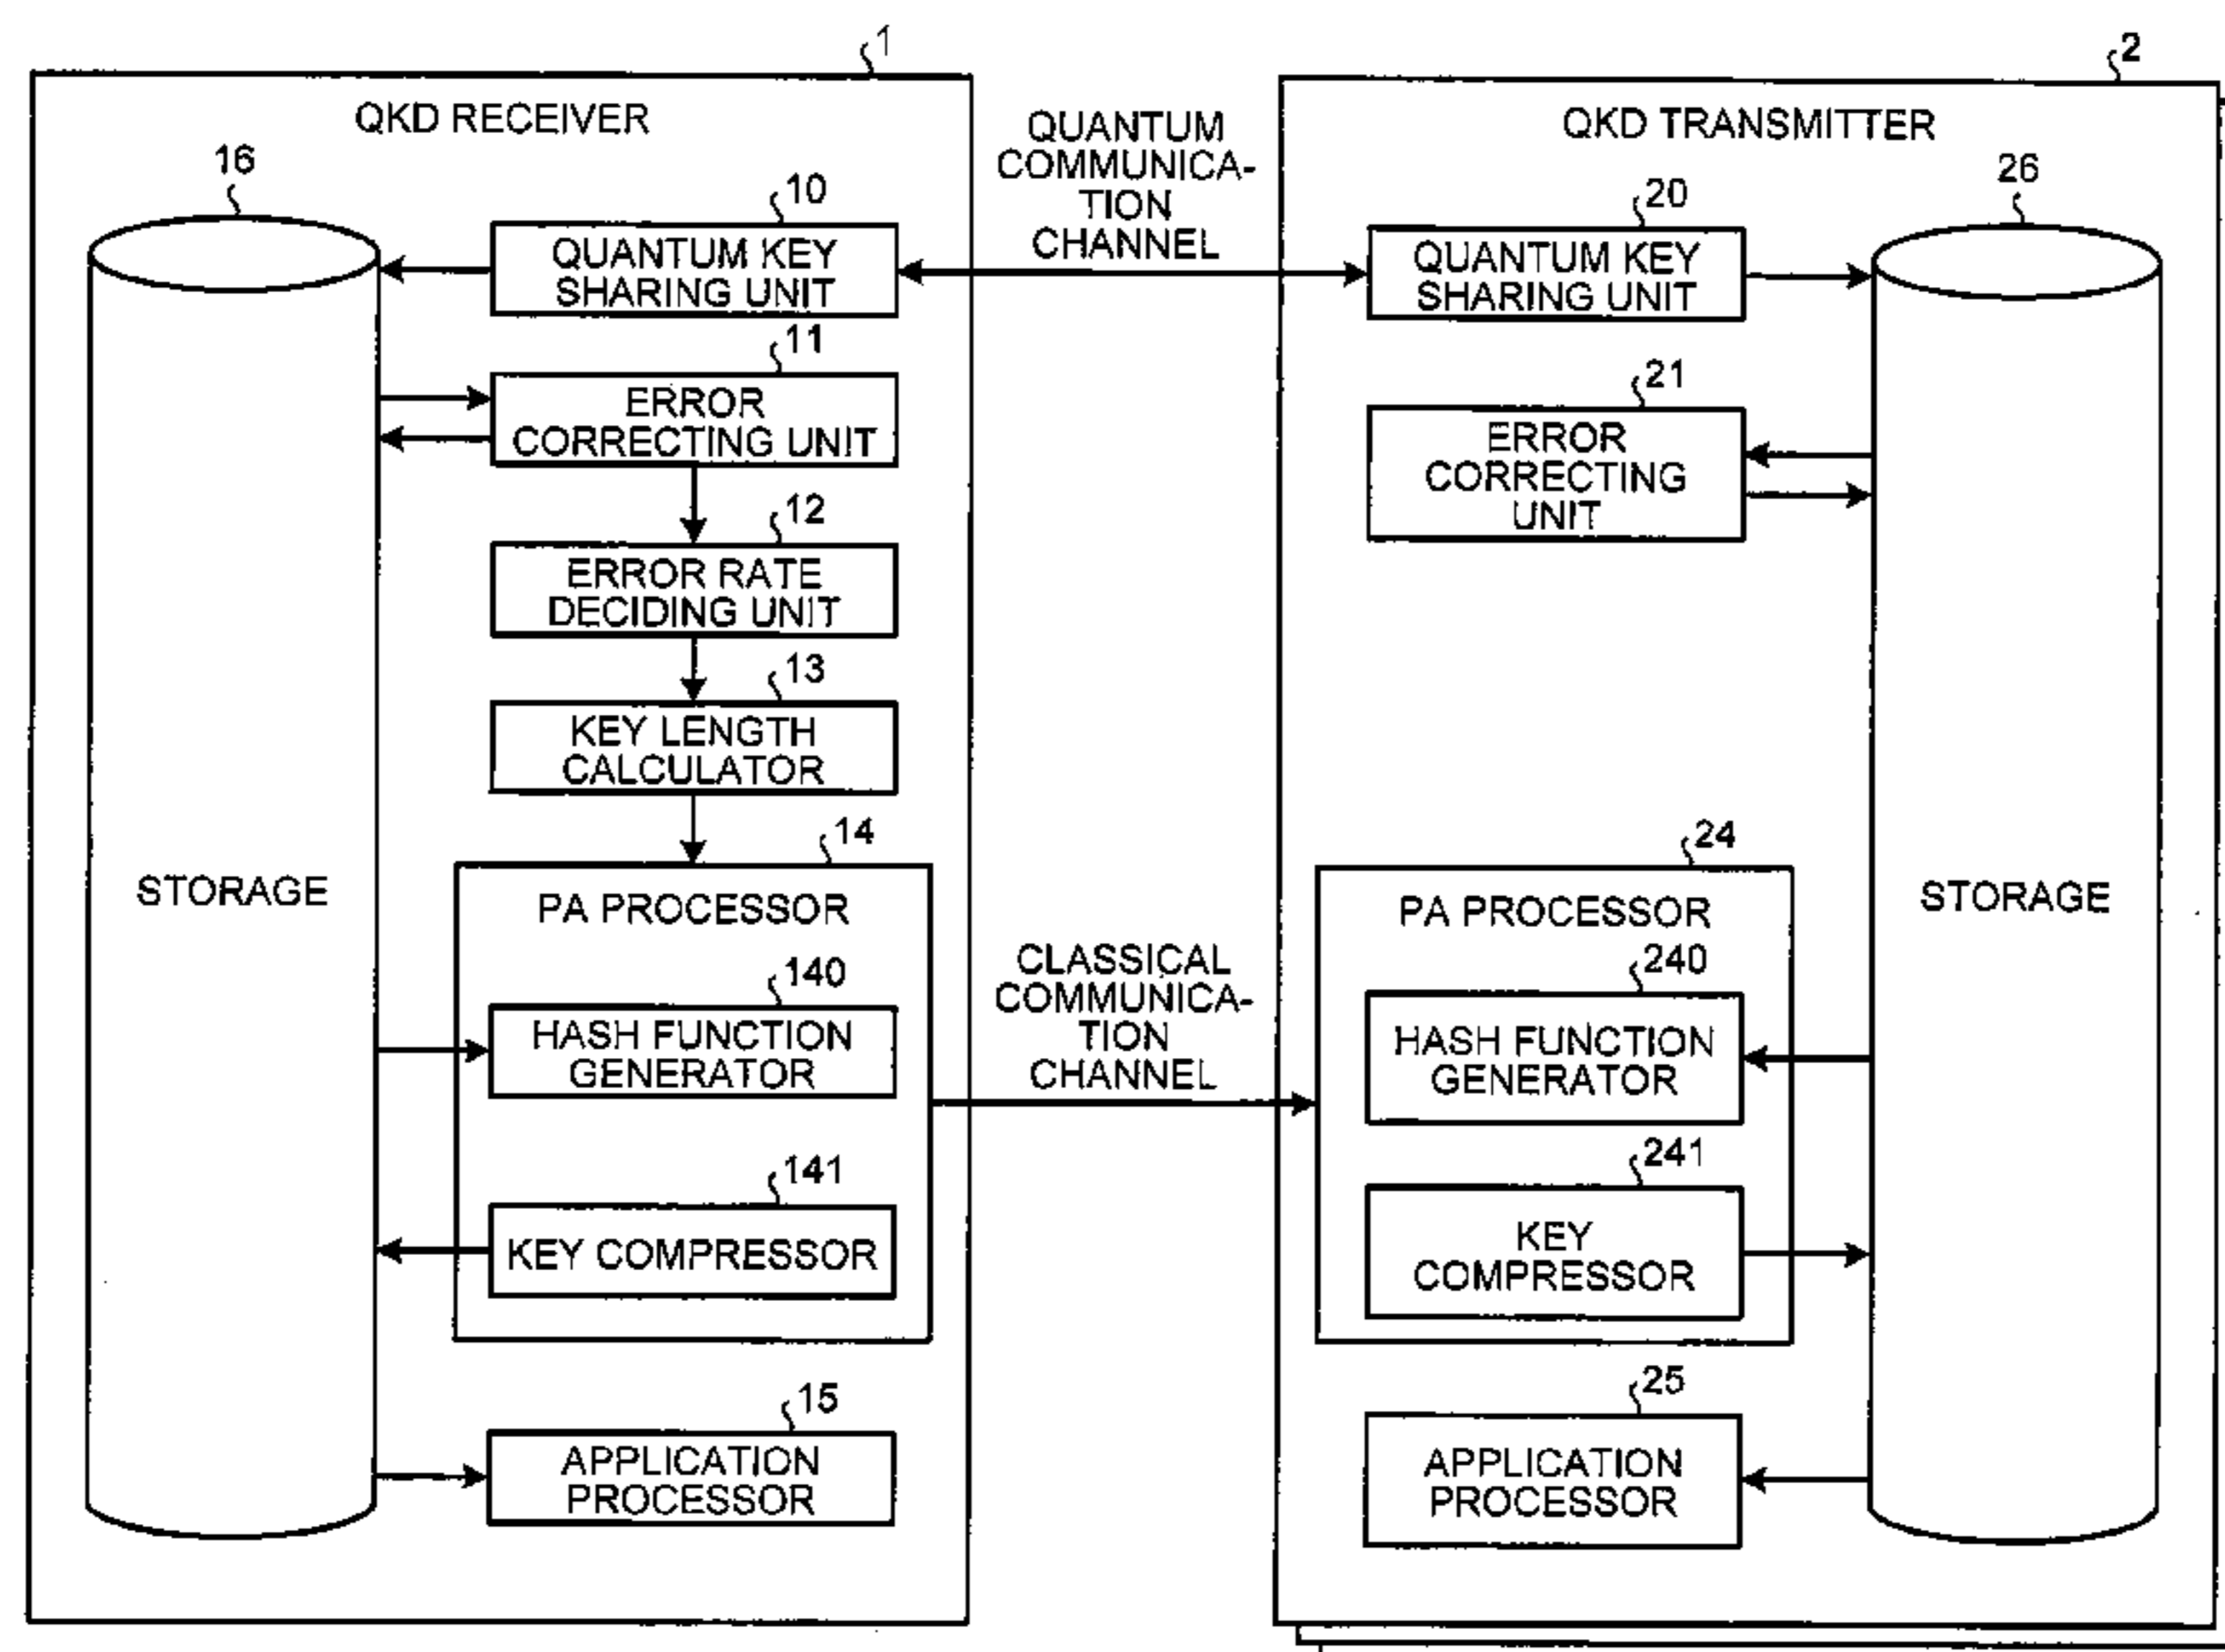 1
QKD RECEIVER
16
10
QUANTUM KEY
SHARING UNIT
11
ERROR
CORRECTING UNIT
12
ERROR RATE
DECIDING UNIT
13
KEY LENGTH
CALCULATOR
STORAGE
14
PA PROCESSOR
140
HASH FUNCTION
GENERATOR
141
KEY COMPRESSOR
15
APPLICATION
PROCESSOR
QUANTUM
COMMUNICA-
TION
CHANNEL
CLASSICAL
COMMUNICA-
TION
CHANNEL
2
QKD TRANSMITTER
20
QUANTUM KEY
SHARING UNIT
26
21
ERROR
CORRECTING
UNIT
24
PA PROCESSOR
STORAGE
240
HASH FUNCTION
GENERATOR
241
KEY
COMPRESSOR
25
APPLICATION
PROCESSOR